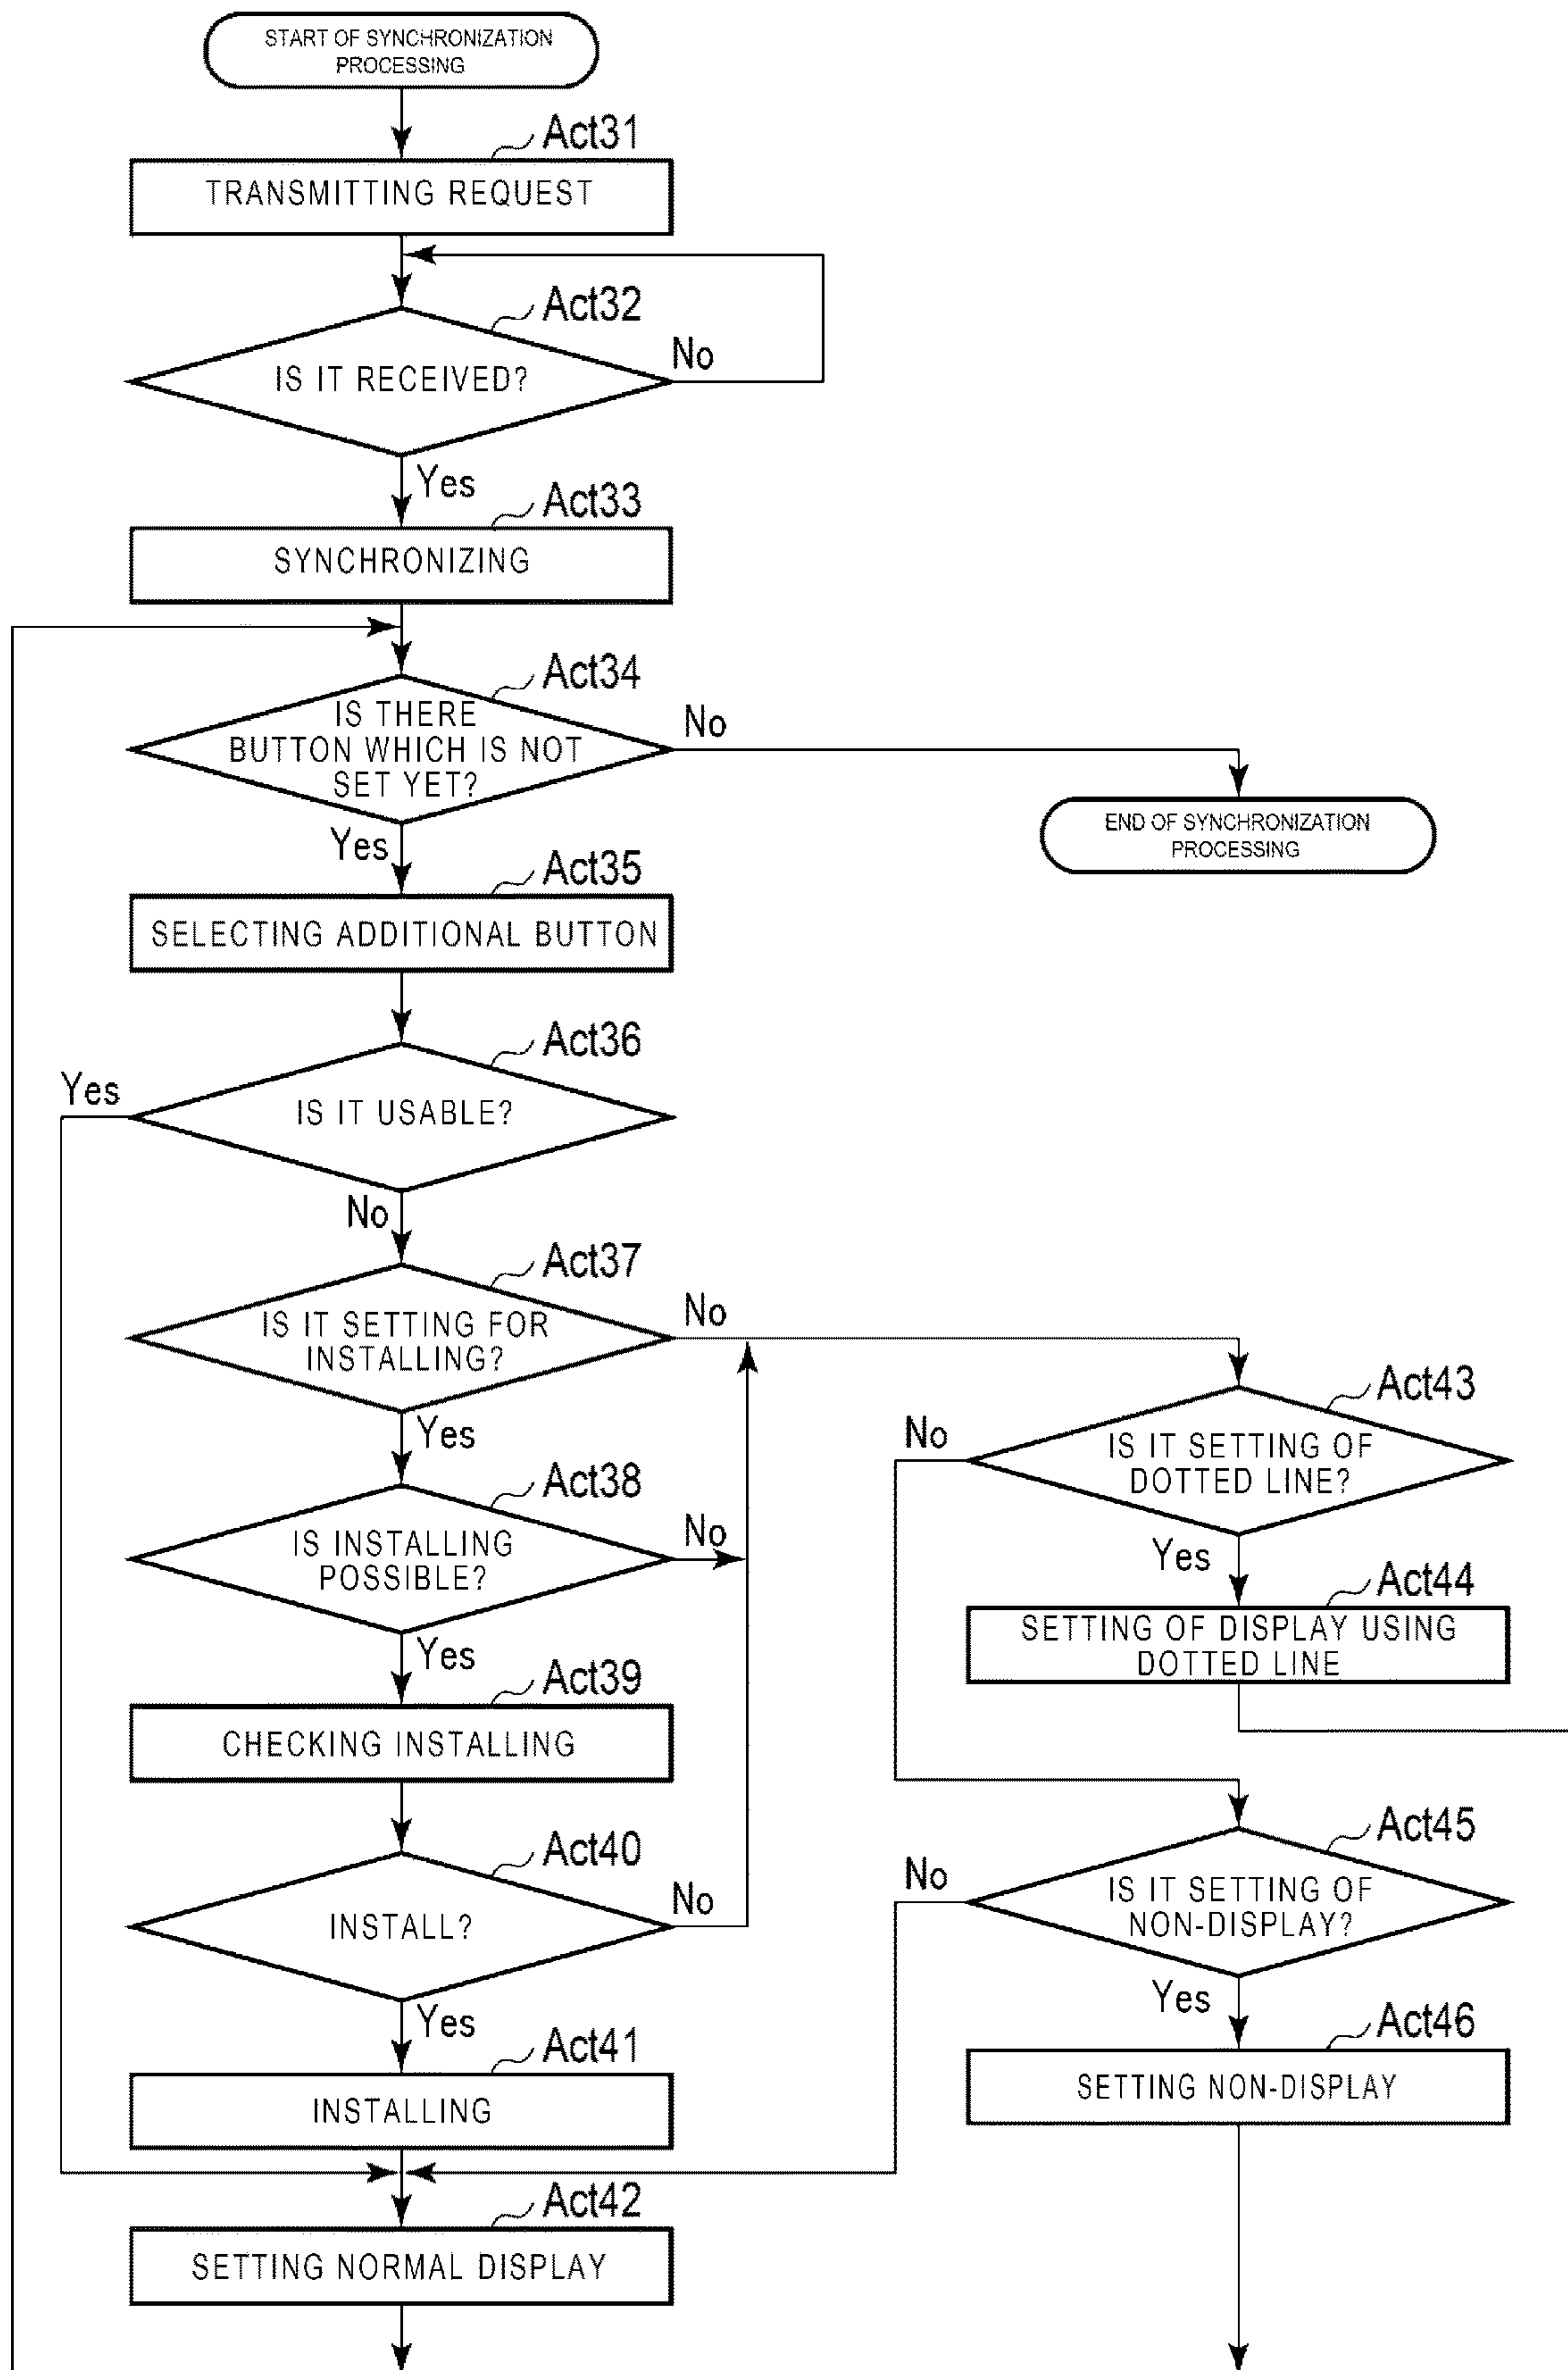 START OF SYNCHRONIZATION
PROCESSING
Act31
TRANSMITTING REQUEST
Act32
IS IT RECEIVED?
No
Yes
Act33
SYNCHRONIZING
Act34
IS THERE
BUTTON WHICH IS NOT
SET YET?
No
Yes
END OF SYNCHRONIZATION
PROCESSING
Act35
SELECTING ADDITIONAL BUTTON
Act36
Yes
IS IT USABLE?
No
Act37
IS IT SETTING FOR
INSTALLING?
No
Yes
Act38
IS INSTALLING
POSSIBLE?
No
Yes
Act39
CHECKING INSTALLING
Act40
INSTALL?
No
Yes
Act41
INSTALLING
Act42
SETTING NORMAL DISPLAY
Act43
No
IS IT SETTING OF
DOTTED LINE?
Yes
Act44
SETTING OF DISPLAY USING
DOTTED LINE
Act45
No
IS IT SETTING OF
NON-DISPLAY?
Yes
Act46
SETTING NON-DISPLAY